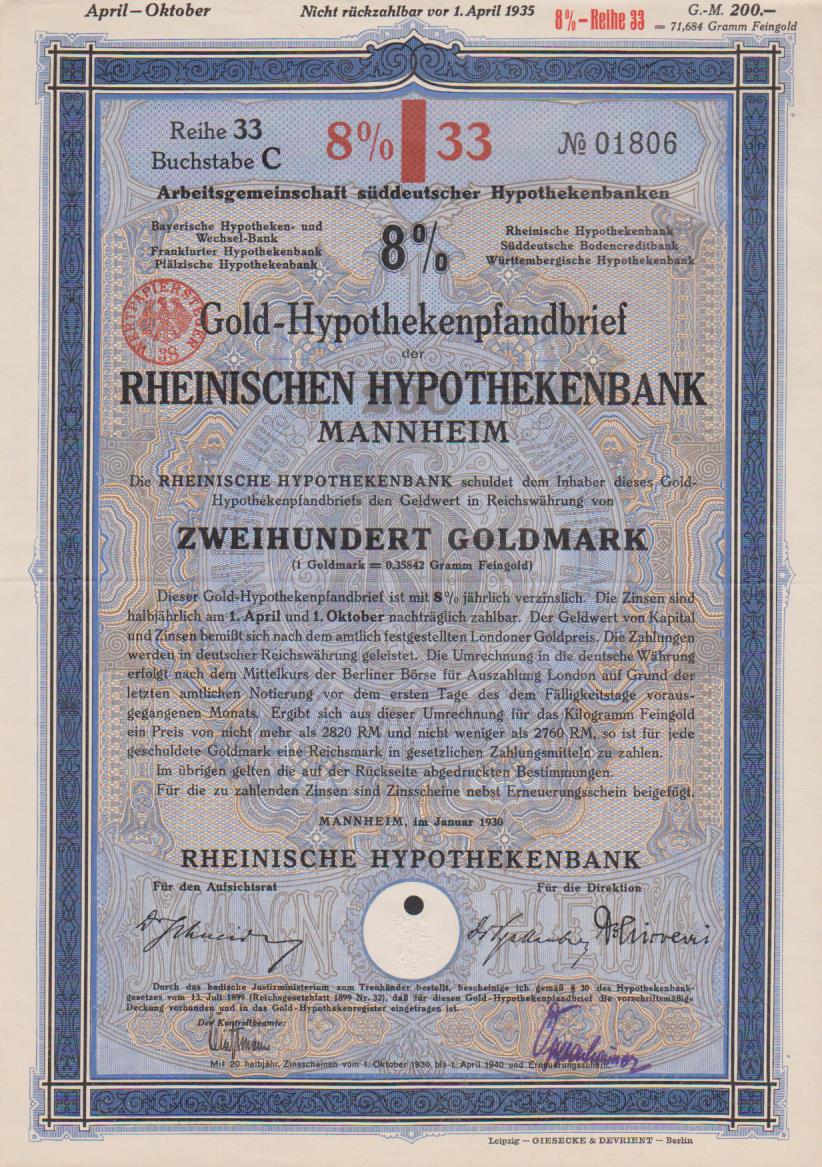 April–Oktober
Nicht rückzahlbar vor 1. April 1935
8%–Reihe 33
G.-M. 200.—
= 71,684 Gramm Feingold
Reihe 33
Buchstabe C
8% 33
№ 01806
Arbeitsgemeinschaft süddeutscher Hypothekenbanken
Bayerische Hypotheken- und
Wechsel-Bank
Frankfurter Hypothekenbank
Pfälzische Hypothekenbank
8%
Rheinische Hypothekenbank
Süddeutsche Bodencreditbank
Württembergische Hypothekenbank
WERTPAPIERSTEUER
38
Gold-Hypothekenpfandbrief
der
RHEINISCHEN HYPOTHEKENBANK
MANNHEIM
Die RHEINISCHE HYPOTHEKENBANK schuldet dem Inhaber dieses Gold-
Hypothekenpfandbriefs den Geldwert in Reichswährung von
ZWEIHUNDERT GOLDMARK
(1 Goldmark = 0,35842 Gramm Feingold)
Dieser Gold-Hypothekenpfandbrief ist mit 8% jährlich verzinslich. Die Zinsen sind
halbjährlich am 1. April und 1. Oktober nachträglich zahlbar. Der Geldwert von Kapital
und Zinsen bemißt sich nach dem amtlich festgestellten Londoner Goldpreis. Die Zahlungen
werden in deutscher Reichswährung geleistet. Die Umrechnung in die deutsche Währung
erfolgt nach dem Mittelkurs der Berliner Börse für Auszahlung London auf Grund der
letzten amtlichen Notierung vor dem ersten Tage des dem Fälligkeitstage voraus-
gegangenen Monats. Ergibt sich aus dieser Umrechnung für das Kilogramm Feingold
ein Preis von nicht mehr als 2820 RM und nicht weniger als 2760 RM, so ist für jede
geschuldete Goldmark eine Reichsmark in gesetzlichen Zahlungsmitteln zu zahlen.
Im übrigen gelten die auf der Rückseite abgedruckten Bestimmungen.
Für die zu zahlenden Zinsen sind Zinsscheine nebst Erneuerungsschein beigefügt.
MANNHEIM, im Januar 1930
RHEINISCHE HYPOTHEKENBANK
Für den Aufsichtsrat
Für die Direktion
MANNHEIM
Durch das badische Justizministerium zum Treuhänder bestellt, bescheinige ich gemäß § 30 des Hypothekenbank-
gesetzes vom 13. Juli 1899 (Reichsgesetzblatt 1899 Nr. 32), daß für diesen Gold-Hypothekenpfandbrief die vorschriftsmäßige
Deckung vorhanden und in das Gold-Hypothekenregister eingetragen ist.
Der Kontrollbeamte:
Mit 20 halbjähr. Zinsscheinen vom 1. Oktober 1930 bis 1. April 1940 und Erneuerungsschein.
Leipzig — GIESECKE & DEVRIENT — Berlin